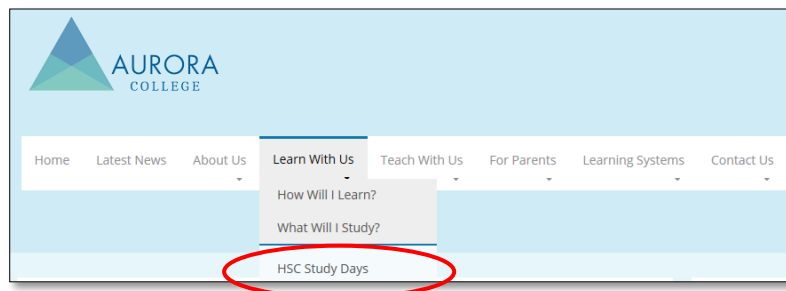 AURORA
COLLEGE
Home Latest News About Us Learn With Us Teach With Us For Parents Learning Systems Contact Us
How Will I Learn?
What Will I Study?
HSC Study Days